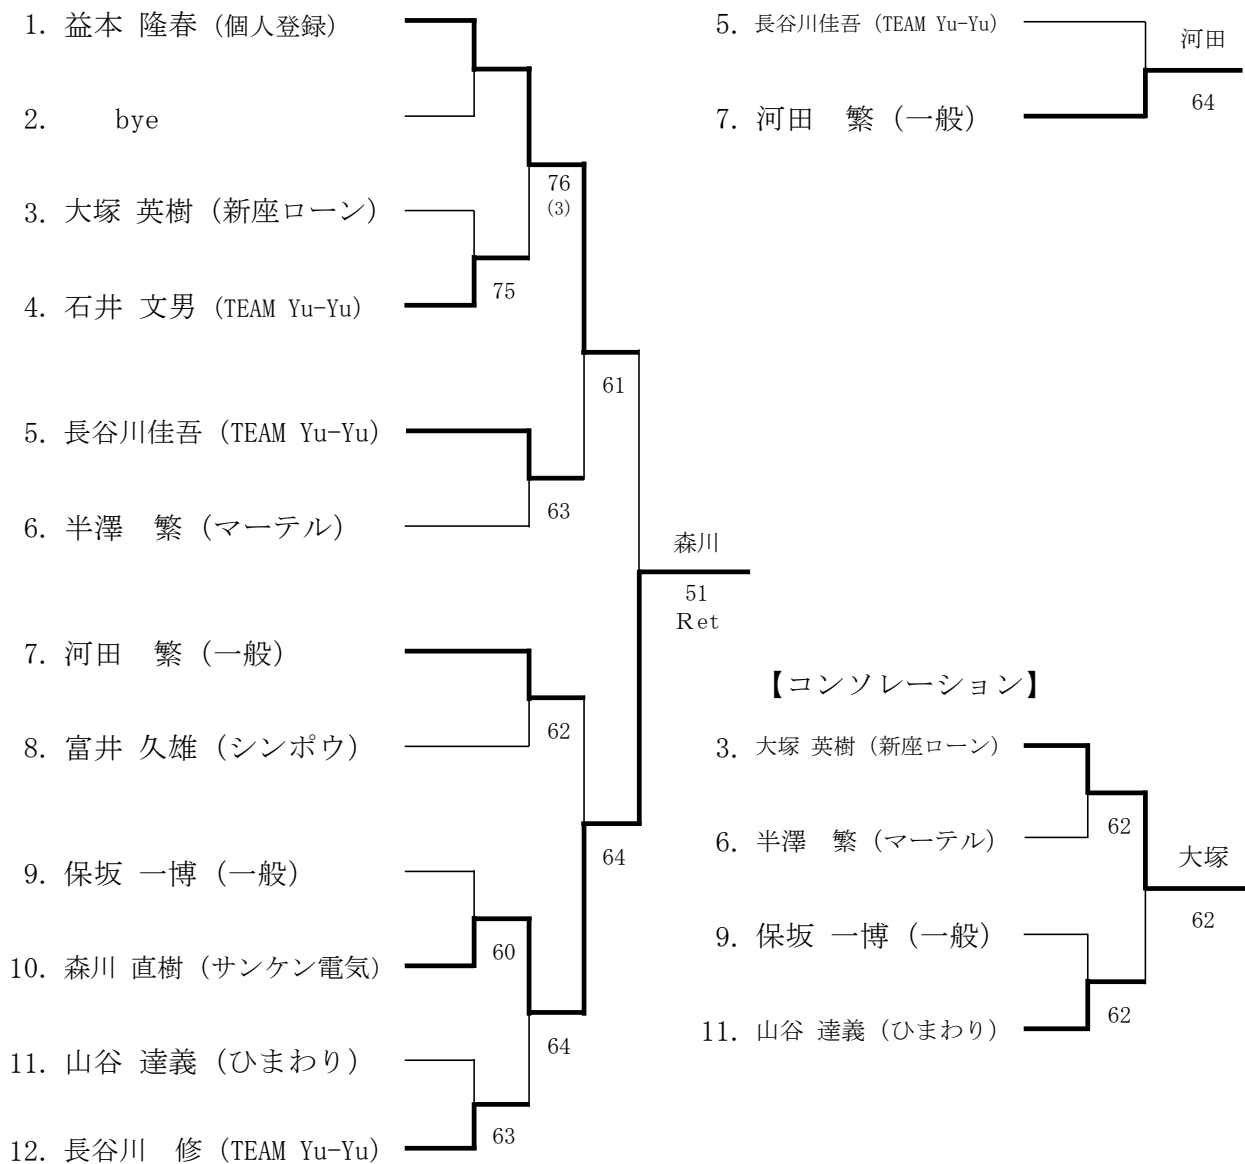 1. 益本 隆春 (個人登録)
2. bye
76
(3)
3. 大塚 英樹 (新座ローン)
75
4. 石井 文男 (TEAM Yu-Yu)
61
5. 長谷川佳吾 (TEAM Yu-Yu)
63
6. 半澤 繁 (マーテル)
森川
51
Ret
7. 河田 繁 (一般)
62
8. 富井 久雄 (シンポウ)
64
9. 保坂 一博 (一般)
60
10. 森川 直樹 (サンケン電気)
64
11. 山谷 達義 (ひまわり)
63
12. 長谷川 修 (TEAM Yu-Yu)
5. 長谷川佳吾 (TEAM Yu-Yu)
河田
64
7. 河田 繁 (一般)
【コンソレーション】
3. 大塚 英樹 (新座ローン)
62
6. 半澤 繁 (マーテル)
大塚
62
9. 保坂 一博 (一般)
62
11. 山谷 達義 (ひまわり)